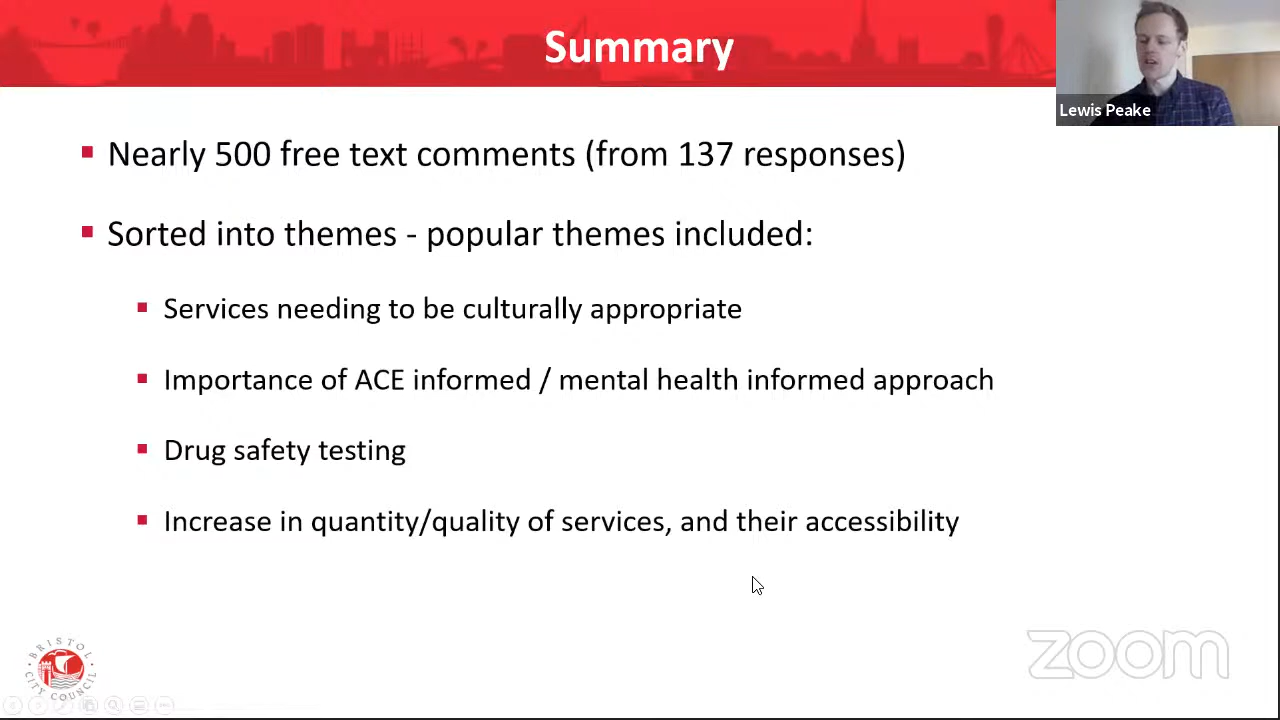 Summary
Lewis Peake
Nearly 500 free text comments (from 137 responses)
Sorted into themes - popular themes included:
Services needing to be culturally appropriate
Importance of ACE informed / mental health informed approach
Drug safety testing
Increase in quantity/quality of services, and their accessibility
BRISTOL
CITY COUNCIL
zoom